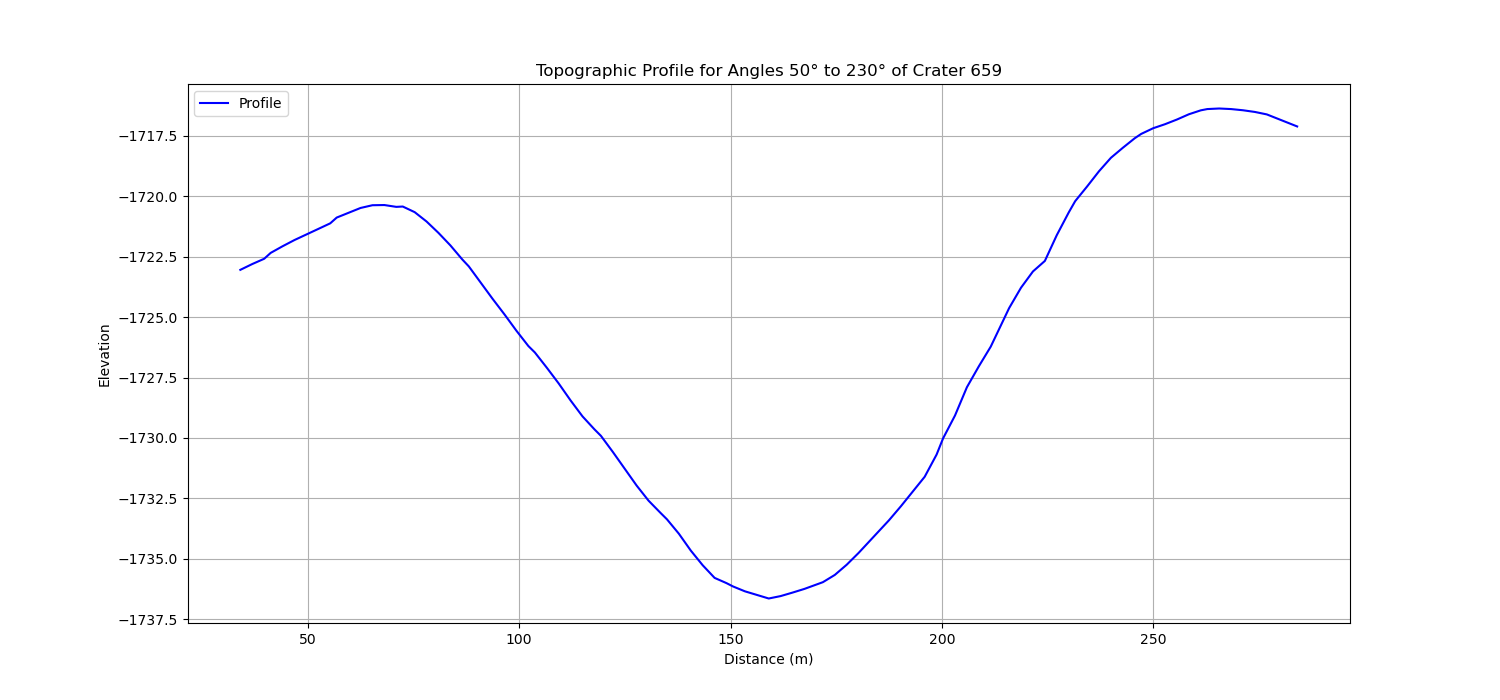 Topographic Profile for Angles 50° to 230° of Crater 659
Profile
−1717.5
−1720.0
−1722.5
−1725.0
−1727.5
−1730.0
−1732.5
−1735.0
−1737.5
Elevation
50 100 150 200 250
Distance (m)